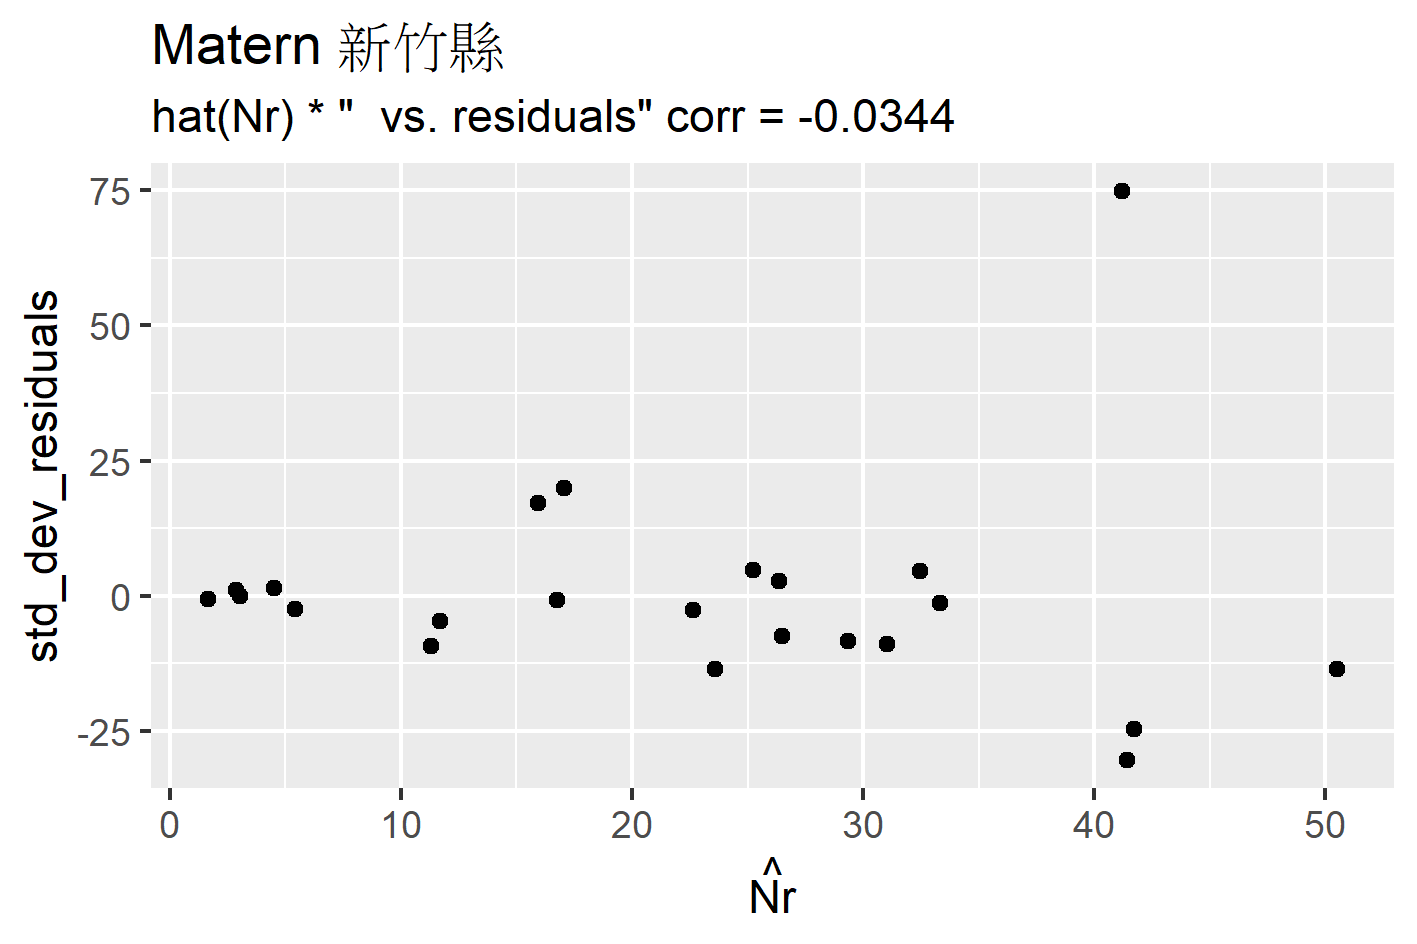 Matern 新竹縣
hat(Nr) * "  vs. residuals" corr = -0.0344
75
50
25
0
-25
std_dev_residuals
0 10 20 30 40 50
N̂r